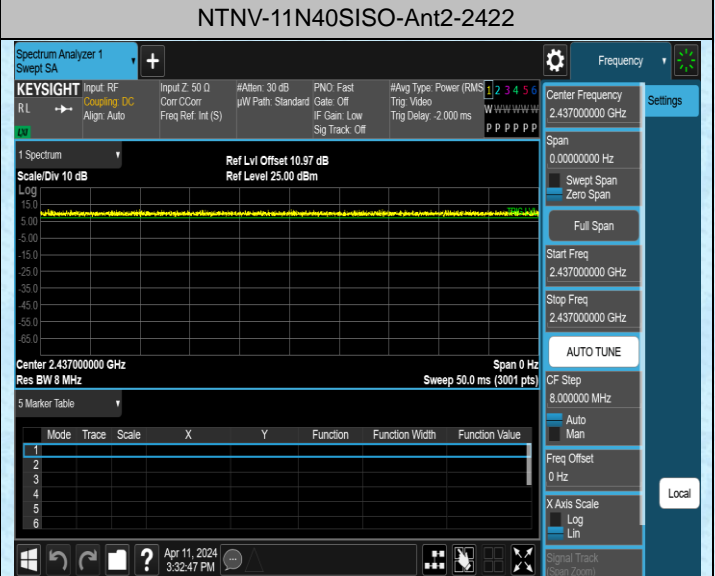 NTNV-11N40SISO-Ant2-2422
Spectrum Analyzer 1
Swept SA
+
Frequency
KEYSIGHT
RL
LXI
Input: RF
Coupling: DC
Align: Auto
Input Z: 50 Ω
Corr CCorr
Freq Ref: Int (S)
#Atten: 30 dB
µW Path: Standard
PNO: Fast
Gate: Off
IF Gain: Low
Sig Track: Off
#Avg Type: Power (RMS
Trig: Video
Trig Delay: -2.000 ms
1 2 3 4 5 6
W W W W W W
P P P P P P
1 Spectrum
Scale/Div 10 dB
Ref Lvl Offset 10.97 dB
Ref Level 25.00 dBm
Log
15.0
5.00
-5.00
-15.0
-25.0
-35.0
-45.0
-55.0
-65.0
Center 2.437000000 GHz
Span 0 Hz
Res BW 8 MHz
Sweep 50.0 ms (3001 pts)
5 Marker Table
Mode Trace Scale X Y Function Function Width Function Value
1
2
3
4
5
6
Apr 11, 2024
3:32:47 PM
Center Frequency
2.437000000 GHz
Span
0.00000000 Hz
Swept Span
Zero Span
Full Span
Start Freq
2.437000000 GHz
Stop Freq
2.437000000 GHz
AUTO TUNE
CF Step
8.000000 MHz
Auto
Man
Freq Offset
0 Hz
X Axis Scale
Log
Lin
Signal Track
(Span Zoom)
Settings
Local